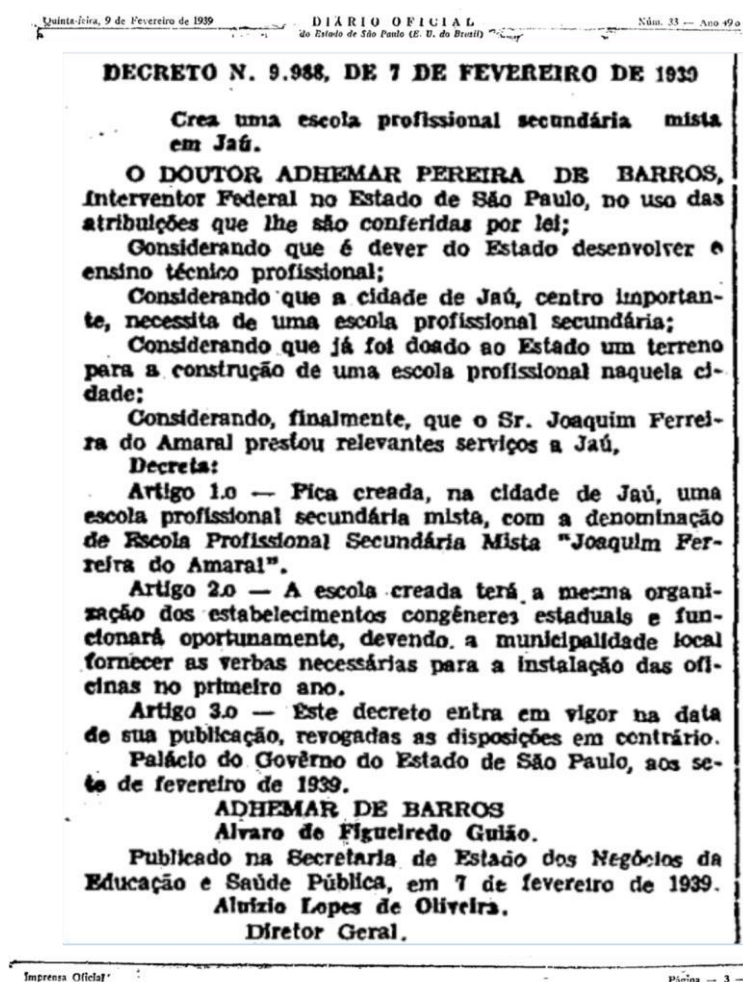 Quinta-feira, 9 de Fevereiro de 1939
DIÁRIO OFICIAL
do Estado de São Paulo (E. U. do Brasil)
Núm. 33 — Ano 49o
DECRETO N. 9.988, DE 7 DE FEVEREIRO DE 1939
Crea uma escola profissional secundária mista
em Jaú.
O DOUTOR ADHEMAR PEREIRA DE BARROS,
Interventor Federal no Estado de São Paulo, no uso das
atribuições que lhe são conferidas por lei;
Considerando que é dever do Estado desenvolver o
ensino técnico profissional;
Considerando que a cidade de Jaú, centro importan-
te, necessita de uma escola profissional secundária;
Considerando que já foi doado ao Estado um terreno
para a construção de uma escola profissional naquela ci-
dade;
Considerando, finalmente, que o Sr. Joaquim Ferrei-
ra do Amaral prestou relevantes serviços a Jaú,
Decreta:
Artigo 1.o — Fica creada, na cidade de Jaú, uma
escola profissional secundária mista, com a denominação
de Escola Profissional Secundária Mista "Joaquim Fer-
reira do Amaral".
Artigo 2.o — A escola creada terá a mesma organi-
zação dos estabelecimentos congêneres estaduais e fun-
cionará oportunamente, devendo a municipalidade local
fornecer as verbas necessárias para a instalação das ofi-
cinas no primeiro ano.
Artigo 3.o — Este decreto entra em vigor na data
de sua publicação, revogadas as disposições em contrário.
Palácio do Govêrno do Estado de São Paulo, aos se-
te de fevereiro de 1939.
ADHEMAR DE BARROS
Alvaro de Figueiredo Guião.
Publicado na Secretaria de Estado dos Negócios da
Educação e Saúde Pública, em 7 de fevereiro de 1939.
Aluizio Lopes de Oliveira.
Diretor Geral.
Imprensa Oficial
Página — 3 —